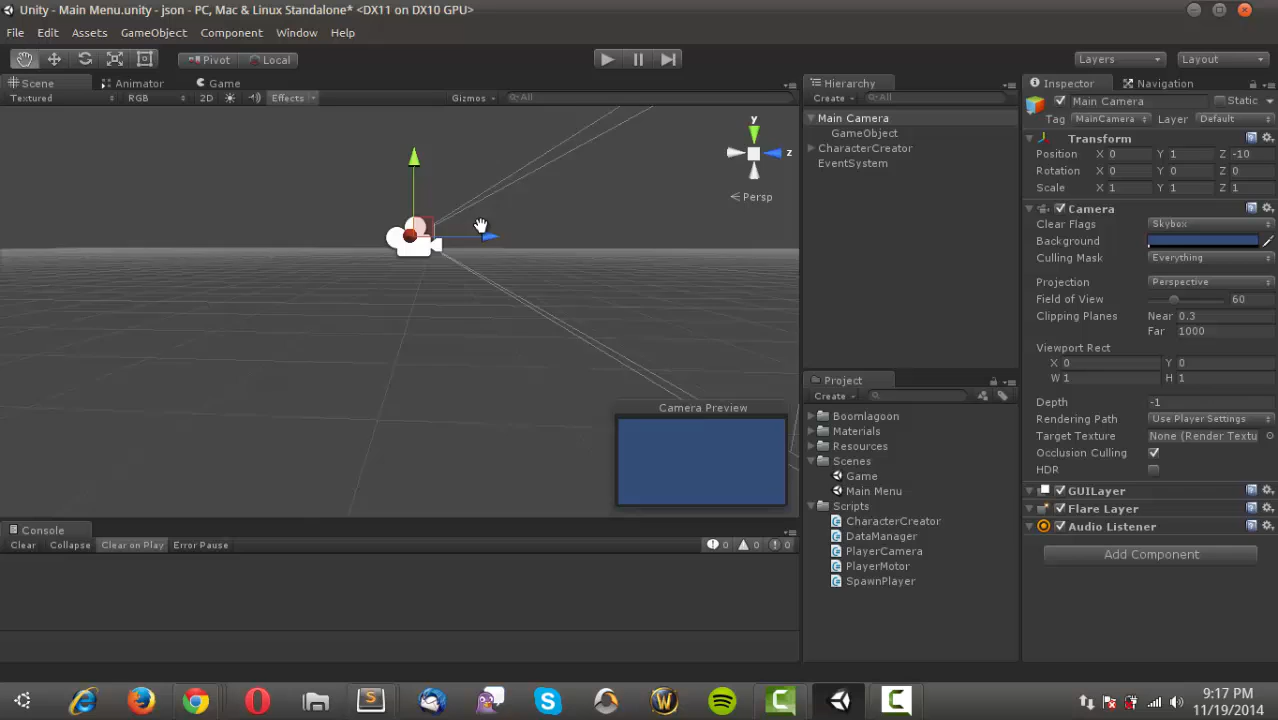 Unity - Main Menu.unity - json - PC, Mac & Linux Standalone* <DX11 on DX10 GPU>
File Edit Assets GameObject Component Window Help
Pivot Local Layers Layout
Scene Animator Game
Textured RGB 2D Effects Gizmos All
y
z
Persp
Camera Preview
Console
Clear Collapse Clear on Play Error Pause 0 0 0
Hierarchy
Create All
Main Camera
GameObject
CharacterCreator
EventSystem
Project
Create
Boomlagoon
Materials
Resources
Scenes
Game
Main Menu
Scripts
CharacterCreator
DataManager
PlayerCamera
PlayerMotor
SpawnPlayer
Inspector Navigation
Main Camera Static
Tag MainCamera Layer Default
Transform
Position X 0 Y 1 Z -10
Rotation X 0 Y 0 Z 0
Scale X 1 Y 1 Z 1
Camera
Clear Flags Skybox
Background
Culling Mask Everything
Projection Perspective
Field of View 60
Clipping Planes Near 0.3
Far 1000
Viewport Rect
X 0 Y 0
W 1 H 1
Depth -1
Rendering Path Use Player Settings
Target Texture None (Render Textu
Occlusion Culling
HDR
GUILayer
Flare Layer
Audio Listener
Add Component
9:17 PM
11/19/2014